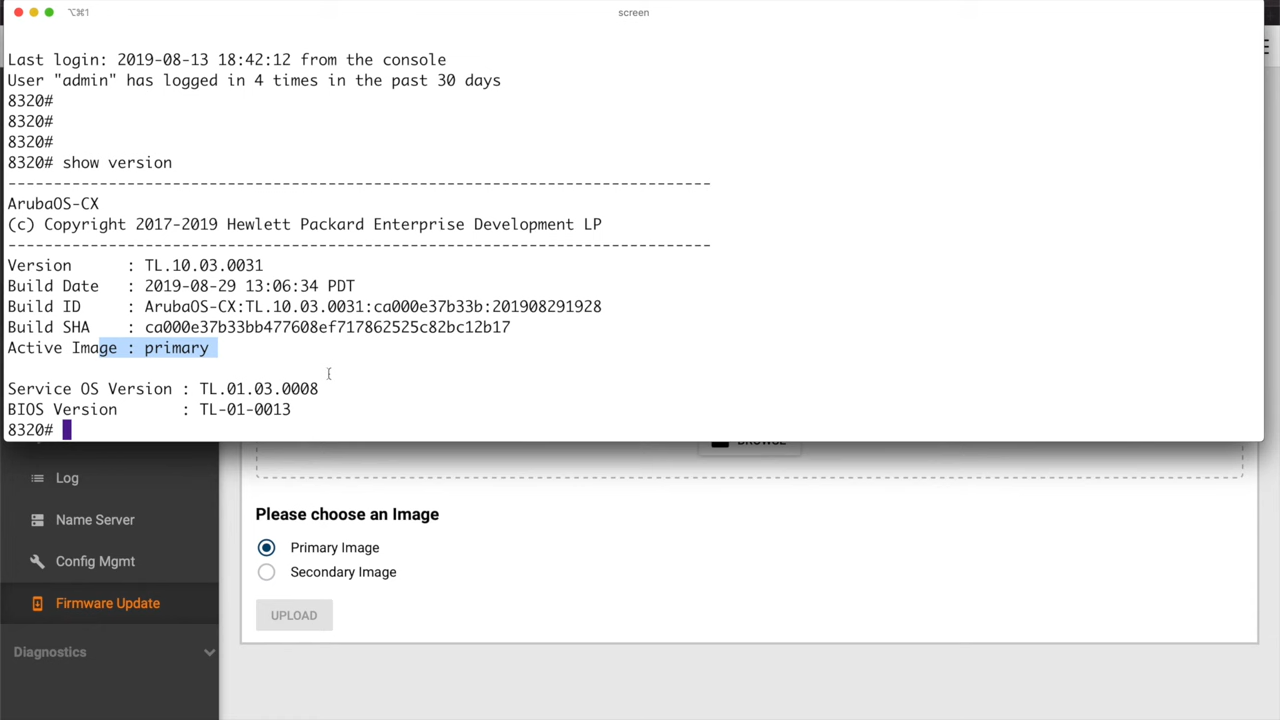 ⌥⌘1
screen
Last login: 2019-08-13 18:42:12 from the console
User "admin" has logged in 4 times in the past 30 days
8320#
8320#
8320#
8320# show version
-----------------------------------------------------------------------------
ArubaOS-CX
(c) Copyright 2017-2019 Hewlett Packard Enterprise Development LP
-----------------------------------------------------------------------------
Version      : TL.10.03.0031
Build Date   : 2019-08-29 13:06:34 PDT
Build ID     : ArubaOS-CX:TL.10.03.0031:ca000e37b33b:201908291928
Build SHA    : ca000e37b33bb477608ef717862525c82bc12b17
Active Image : primary
Service OS Version : TL.01.03.0008
BIOS Version       : TL-01-0013
8320#
BROWSE
Log
Name Server
Config Mgmt
Firmware Update
Diagnostics
Please choose an Image
Primary Image
Secondary Image
UPLOAD